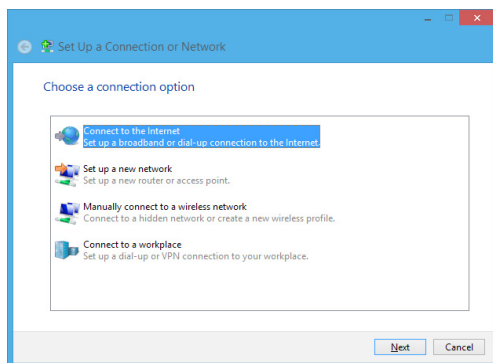 Set Up a Connection or Network
Choose a connection option
Connect to the Internet
Set up a broadband or dial-up connection to the Internet.
Set up a new network
Set up a new router or access point.
Manually connect to a wireless network
Connect to a hidden network or create a new wireless profile.
Connect to a workplace
Set up a dial-up or VPN connection to your workplace.
Next Cancel